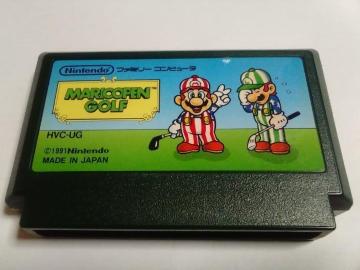 Nintendo ファミリー コンピュータ
MARIO OPEN
GOLF
HVC-UG
©1991 Nintendo
MADE IN JAPAN